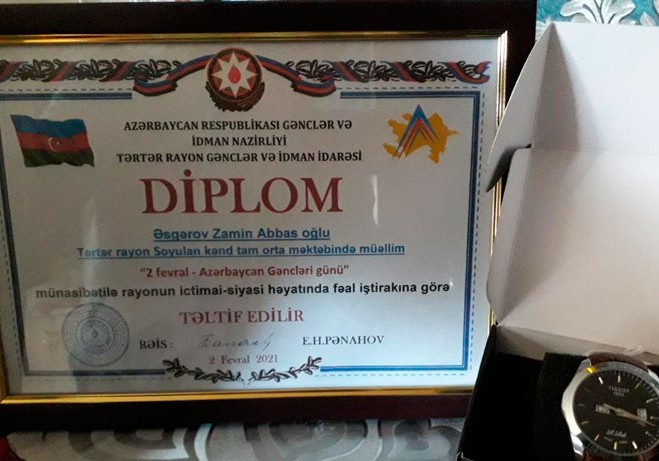 AZƏRBAYCAN RESPUBLİKASI GƏNCLƏR VƏ
İDMAN NAZİRLİYİ
TƏRTƏR RAYON GƏNCLƏR VƏ İDMAN İDARƏSİ
DİPLOM
Əsgərov Zamin Abbas oğlu
Tərtər rayon Soyulan kənd tam orta məktəbində müəllim
“2 fevral - Azərbaycan Gəncləri günü”
münasibətilə rayonun ictimai-siyasi həyatında fəal iştirakına görə
TƏLTİF EDİLİR
RƏİS: E.H.PƏNAHOV
2 Fevral 2021
TISSOT